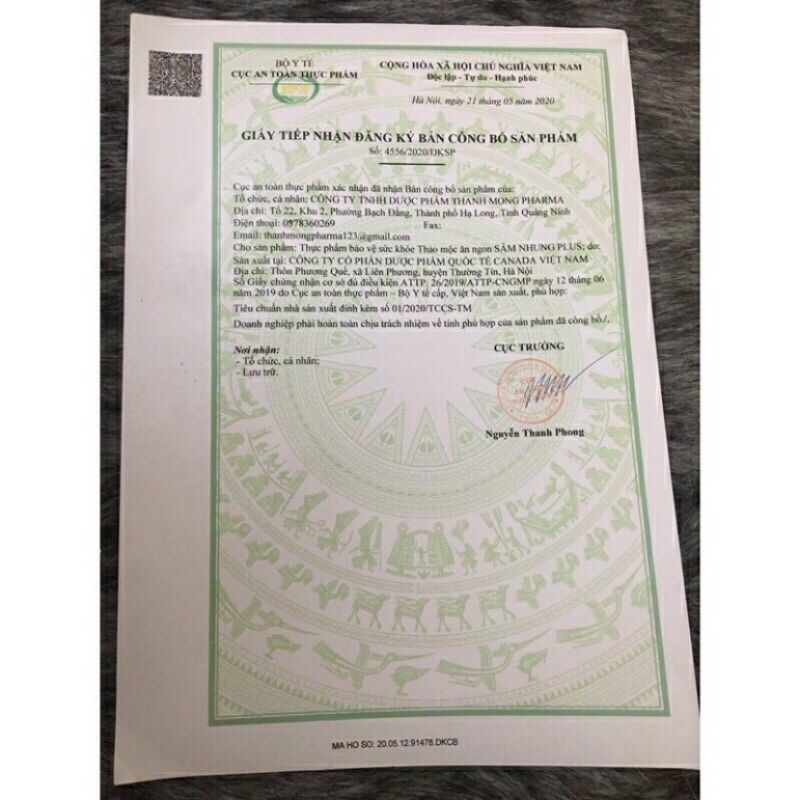 BỘ Y TẾ
CỤC AN TOÀN THỰC PHẨM
CỘNG HÒA XÃ HỘI CHỦ NGHĨA VIỆT NAM
Độc lập - Tự do - Hạnh phúc
Hà Nội, ngày 21 tháng 05 năm 2020
GIẤY TIẾP NHẬN ĐĂNG KÝ BẢN CÔNG BỐ SẢN PHẨM
Số: 4556/2020/ĐKSP
Cục an toàn thực phẩm xác nhận đã nhận Bản công bố sản phẩm của:
Tổ chức, cá nhân: CÔNG TY TNHH DƯỢC PHẨM THANH MONG PHARMA
Địa chỉ: Tổ 22, Khu 2, Phường Bạch Đằng, Thành phố Hạ Long, Tỉnh Quảng Ninh
Điện thoại: 0578360269 Fax:
Email: thanhmongpharma123@gmail.com
Cho sản phẩm: Thực phẩm bảo vệ sức khỏe Thảo mộc ăn ngon SÂM NHUNG PLUS; do:
Sản xuất tại: CÔNG TY CỔ PHẦN DƯỢC PHẨM QUỐC TẾ CANADA VIỆT NAM
Địa chỉ: Thôn Phương Quế, xã Liên Phương, huyện Thường Tín, Hà Nội
Số Giấy chứng nhận cơ sở đủ điều kiện ATTP: 26/2019/ATTP-CNGMP ngày 12 tháng 06
năm 2019 do Cục an toàn thực phẩm – Bộ Y tế cấp, Việt Nam sản xuất, phù hợp:
Tiêu chuẩn nhà sản xuất đính kèm số 01/2020/TCCS-TM
Doanh nghiệp phải hoàn toàn chịu trách nhiệm về tính phù hợp của sản phẩm đã công bố./.
Nơi nhận:
- Tổ chức, cá nhân;
- Lưu trữ.
CỤC TRƯỞNG
Nguyễn Thanh Phong
MA HO SO: 20.05.12.91478.DKCB